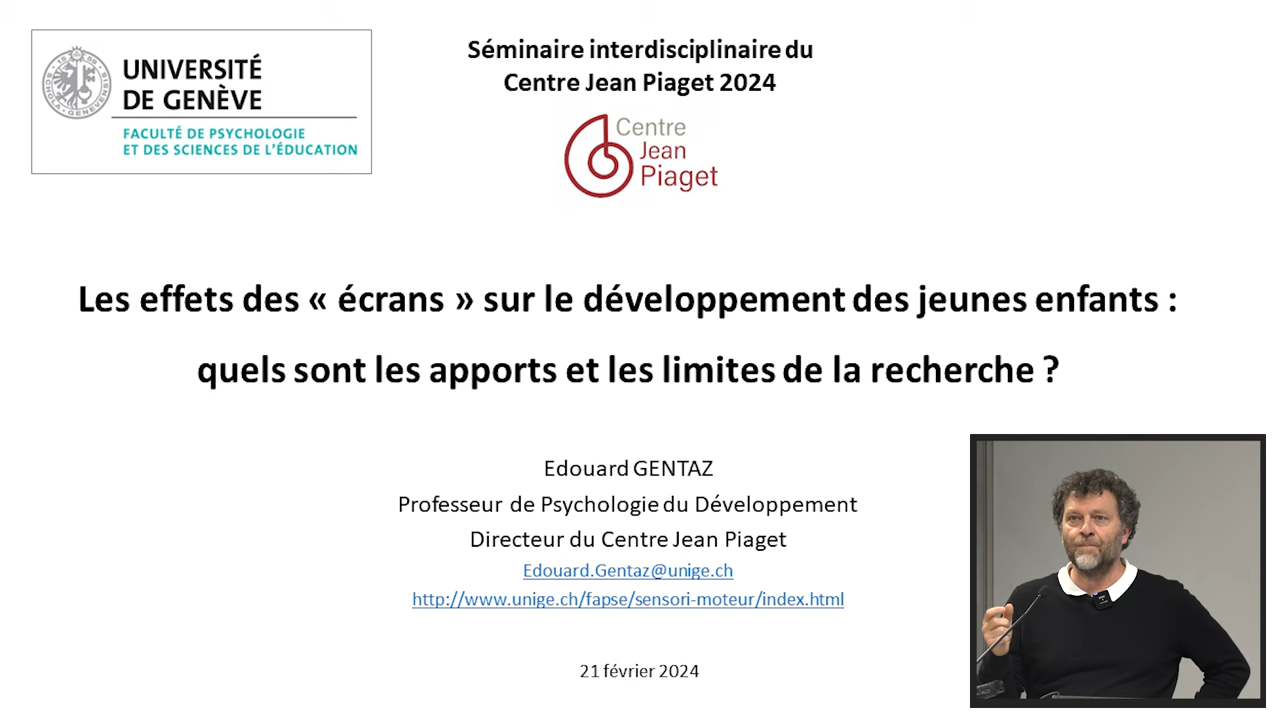 UNIVERSITÉ
DE GENÈVE
FACULTÉ DE PSYCHOLOGIE
ET DES SCIENCES DE L'ÉDUCATION
Séminaire interdisciplinaire du
Centre Jean Piaget 2024
Centre
Jean
Piaget
Les effets des « écrans » sur le développement des jeunes enfants :
quels sont les apports et les limites de la recherche ?
Edouard GENTAZ
Professeur de Psychologie du Développement
Directeur du Centre Jean Piaget
Edouard.Gentaz@unige.ch
http://www.unige.ch/fapse/sensori-moteur/index.html
21 février 2024